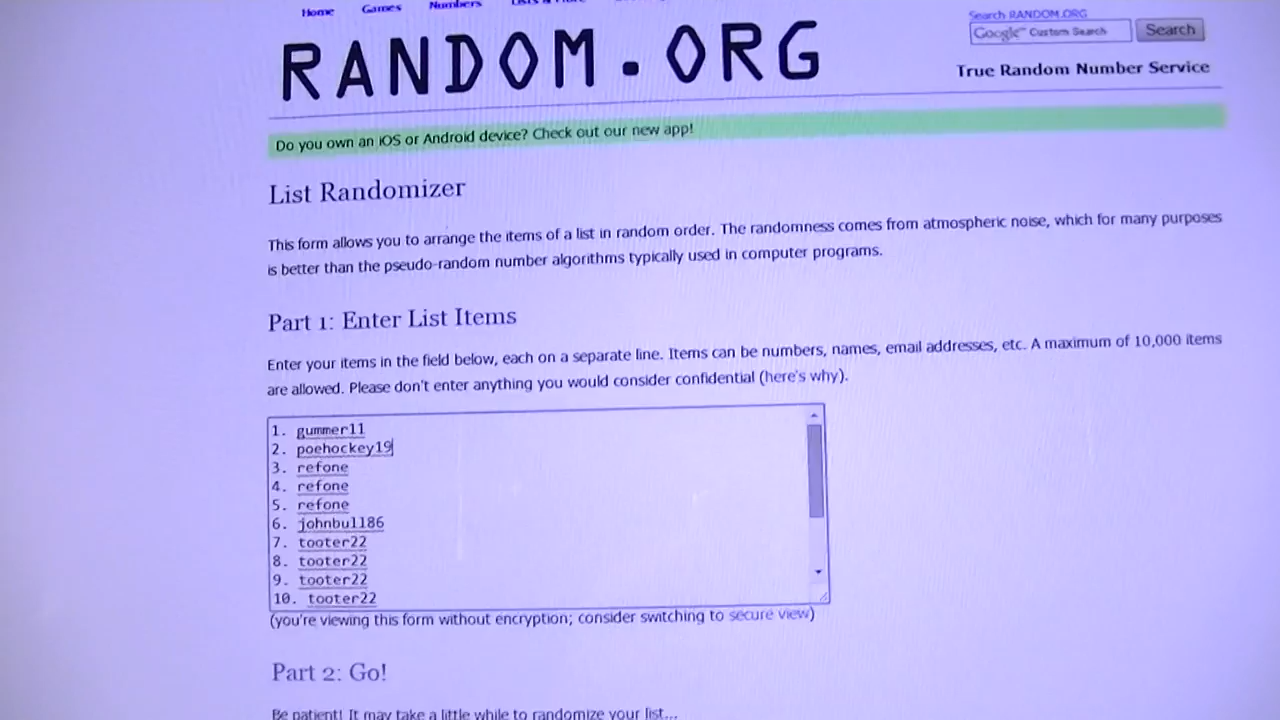 Home Games Numbers
RANDOM.ORG
Search RANDOM.ORG
Google™ Custom Search
Search
True Random Number Service
Do you own an iOS or Android device? Check out our new app!
List Randomizer
This form allows you to arrange the items of a list in random order. The randomness comes from atmospheric noise, which for many purposes
is better than the pseudo-random number algorithms typically used in computer programs.
Part 1: Enter List Items
Enter your items in the field below, each on a separate line. Items can be numbers, names, email addresses, etc. A maximum of 10,000 items
are allowed. Please don't enter anything you would consider confidential (here's why).
1. gummer11
2. poehockey19
3. refone
4. refone
5. refone
6. johnbull86
7. tooter22
8. tooter22
9. tooter22
10. tooter22
(you're viewing this form without encryption; consider switching to secure view)
Part 2: Go!
Be patient! It may take a little while to randomize your list...